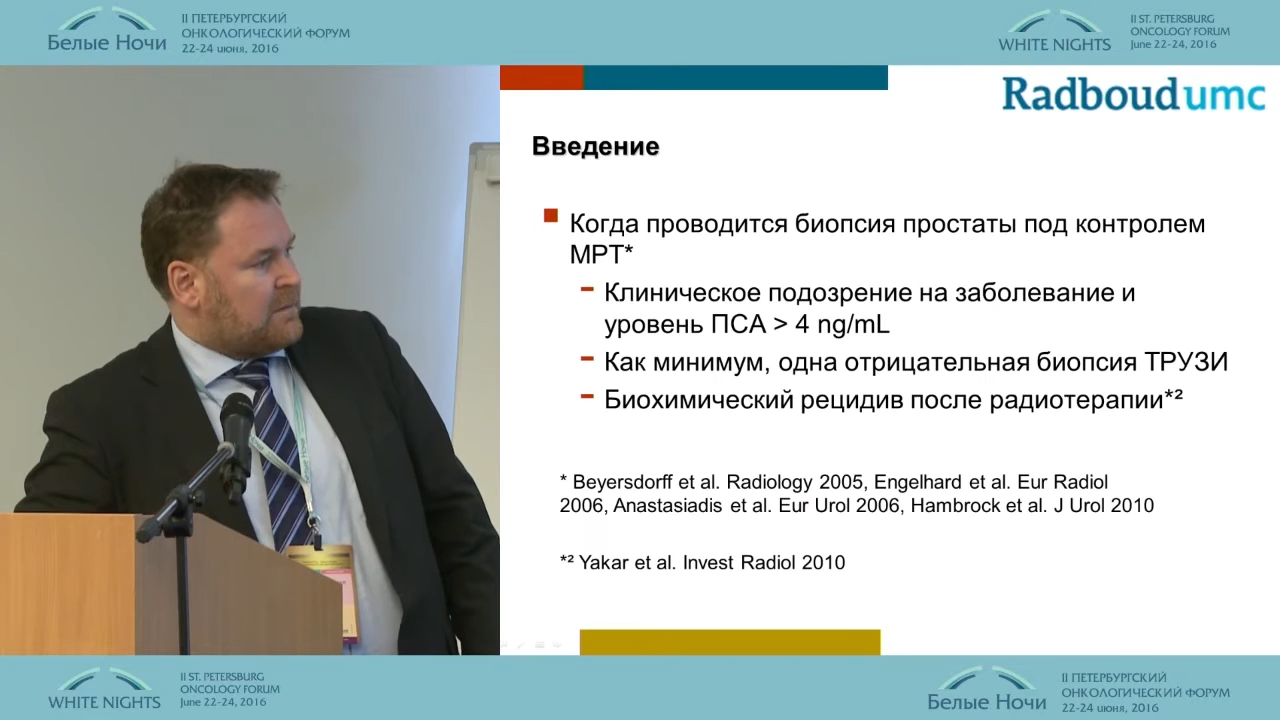 Белые Ночи
II ПЕТЕРБУРГСКИЙ
ОНКОЛОГИЧЕСКИЙ ФОРУМ
22-24 июня, 2016
WHITE NIGHTS
II ST. PETERSBURG
ONCOLOGY FORUM
June 22-24, 2016
Radboudumc
Введение
Когда проводится биопсия простаты под контролем
МРТ*
- Клиническое подозрение на заболевание и
уровень ПСА > 4 ng/mL
- Как минимум, одна отрицательная биопсия ТРУЗИ
- Биохимический рецидив после радиотерапии*²
* Beyersdorff et al. Radiology 2005, Engelhard et al. Eur Radiol
2006, Anastasiadis et al. Eur Urol 2006, Hambrock et al. J Urol 2010
*² Yakar et al. Invest Radiol 2010
WHITE NIGHTS
II ST. PETERSBURG
ONCOLOGY FORUM
June 22-24, 2016
Белые Ночи
II ПЕТЕРБУРГСКИЙ
ОНКОЛОГИЧЕСКИЙ ФОРУМ
22-24 июня, 2016